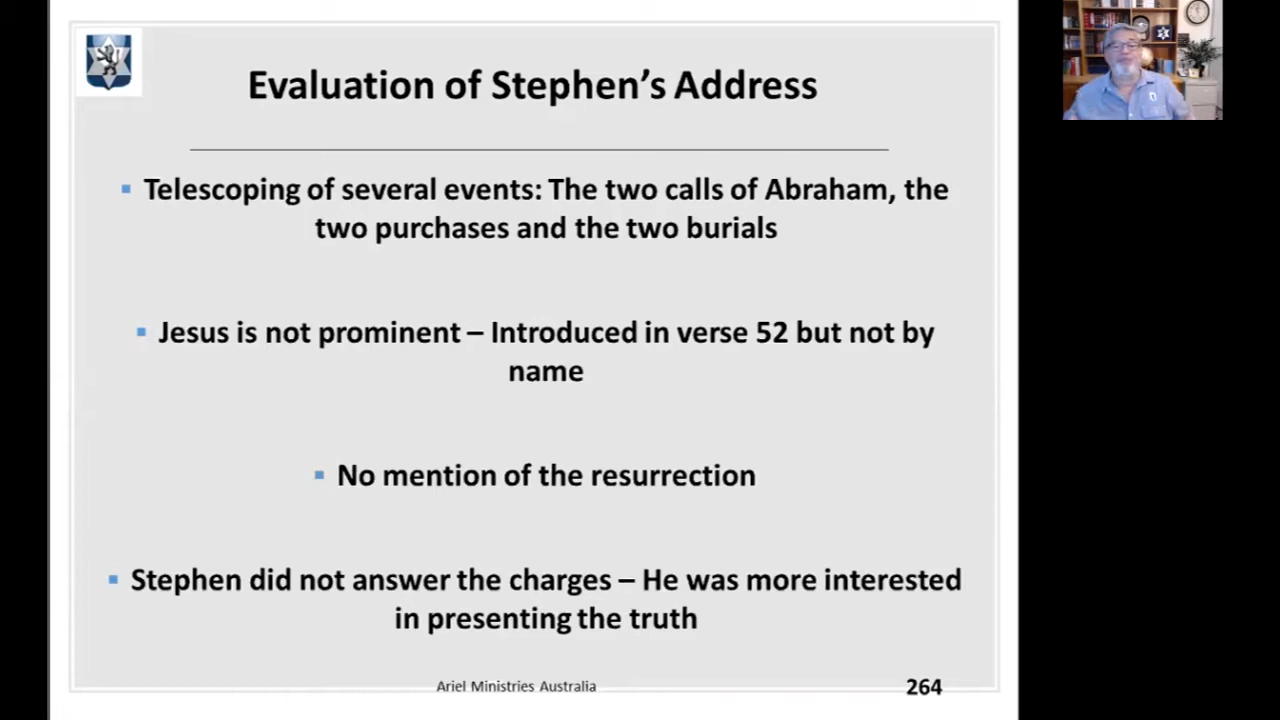 Evaluation of Stephen's Address
▪ Telescoping of several events: The two calls of Abraham, the
two purchases and the two burials
▪ Jesus is not prominent – Introduced in verse 52 but not by
name
▪ No mention of the resurrection
▪ Stephen did not answer the charges – He was more interested
in presenting the truth
Ariel Ministries Australia
264